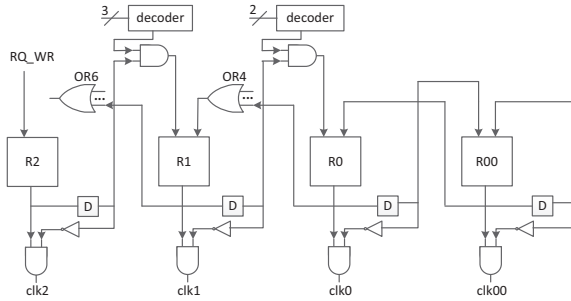 3
decoder
2
decoder
RQ_WR
OR6
...
OR4
...
R2
R1
R0
R00
D
D
D
D
clk2
clk1
clk0
clk00